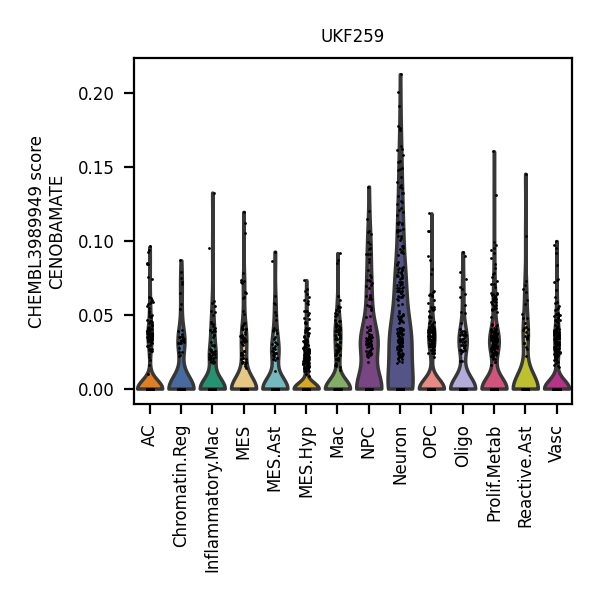 UKF259
CHEMBL3989949 score
CENOBAMATE
0.20
0.15
0.10
0.05
0.00
AC
Chromatin.Reg
Inflammatory.Mac
MES
MES.Ast
MES.Hyp
Mac
NPC
Neuron
OPC
Oligo
Prolif.Metab
Reactive.Ast
Vasc